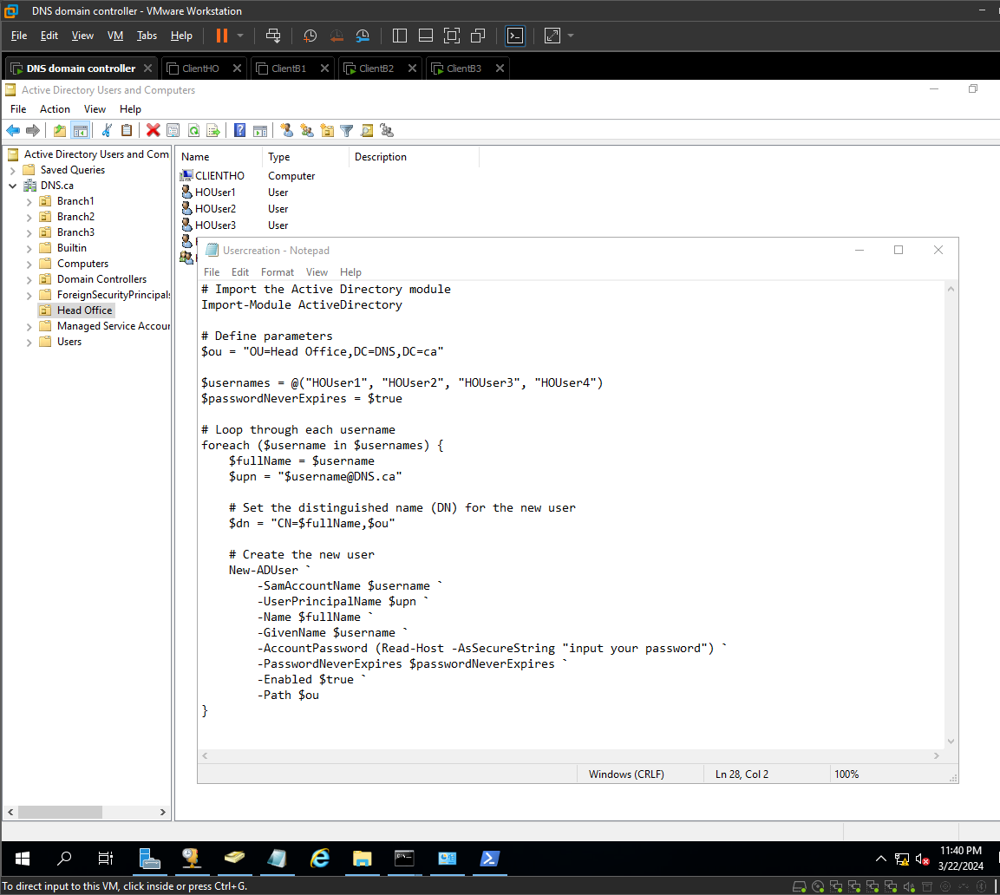 DNS domain controller - VMware Workstation
File Edit View VM Tabs Help
DNS domain controller ClientHO ClientB1 ClientB2 ClientB3
Active Directory Users and Computers
File Action View Help
Active Directory Users and Com
Saved Queries
DNS.ca
Branch1
Branch2
Branch3
Builtin
Computers
Domain Controllers
ForeignSecurityPrincipals
Head Office
Managed Service Accour
Users
Name Type Description
CLIENTHO Computer
HOUser1 User
HOUser2 User
HOUser3 User
Usercreation - Notepad
File Edit Format View Help
# Import the Active Directory module
Import-Module ActiveDirectory
# Define parameters
$ou = "OU=Head Office,DC=DNS,DC=ca"
$usernames = @("HOUser1", "HOUser2", "HOUser3", "HOUser4")
$passwordNeverExpires = $true
# Loop through each username
foreach ($username in $usernames) {
$fullName = $username
$upn = "$username@DNS.ca"
# Set the distinguished name (DN) for the new user
$dn = "CN=$fullName,$ou"
# Create the new user
New-ADUser `
-SamAccountName $username `
-UserPrincipalName $upn `
-Name $fullName `
-GivenName $username `
-AccountPassword (Read-Host -AsSecureString "input your password") `
-PasswordNeverExpires $passwordNeverExpires `
-Enabled $true `
-Path $ou
}
Windows (CRLF) Ln 28, Col 2 100%
11:40 PM
3/22/2024
To direct input to this VM, click inside or press Ctrl+G.